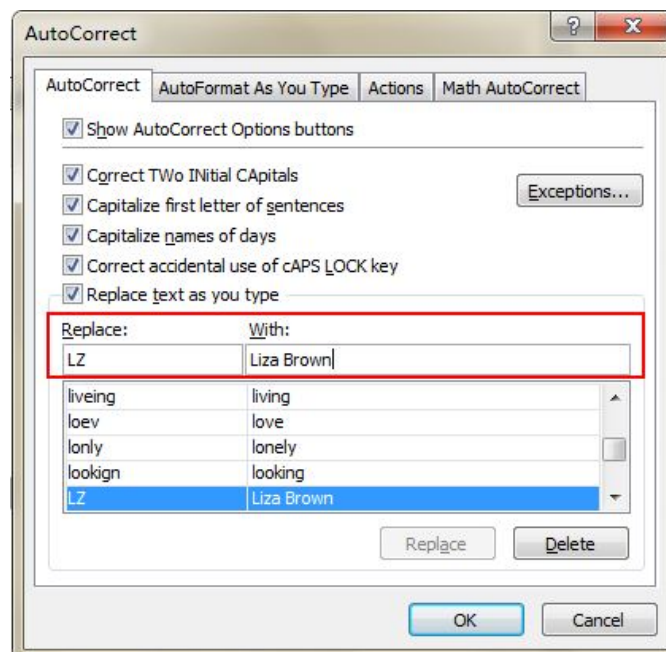 AutoCorrect
?
X
AutoCorrect AutoFormat As You Type Actions Math AutoCorrect
Show AutoCorrect Options buttons
Correct TWo INitial CApitals
Exceptions...
Capitalize first letter of sentences
Capitalize names of days
Correct accidental use of cAPS LOCK key
Replace text as you type
Replace: With:
LZ Liza Brown
liveing living
loev love
lonly lonely
lookign looking
LZ Liza Brown
Replace Delete
OK Cancel